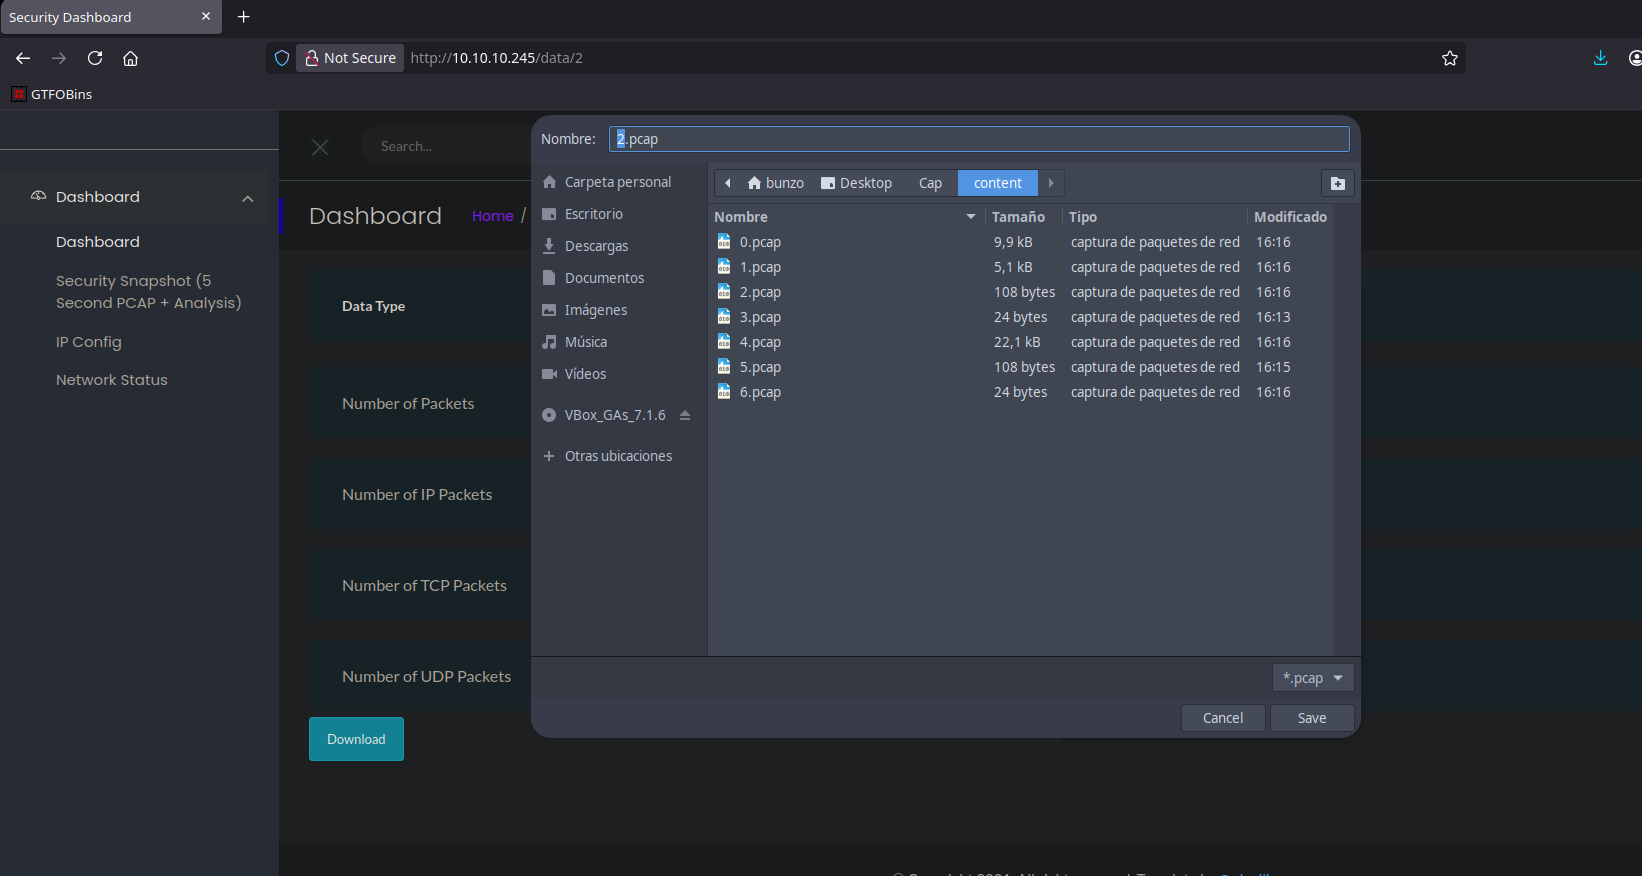 Security Dashboard
Not Secure http://10.10.10.245/data/2
GTFOBins
Dashboard
Dashboard
Security Snapshot (5
Second PCAP + Analysis)
IP Config
Network Status
Search...
Dashboard Home /
Data Type
Number of Packets
Number of IP Packets
Number of TCP Packets
Number of UDP Packets
Download
Nombre: 2.pcap
Carpeta personal
Escritorio
Descargas
Documentos
Imágenes
Música
Vídeos
VBox_GAs_7.1.6
Otras ubicaciones
bunzo Desktop Cap content
Nombre Tamaño Tipo Modificado
0.pcap 9,9 kB captura de paquetes de red 16:16
1.pcap 5,1 kB captura de paquetes de red 16:16
2.pcap 108 bytes captura de paquetes de red 16:16
3.pcap 24 bytes captura de paquetes de red 16:13
4.pcap 22,1 kB captura de paquetes de red 16:16
5.pcap 108 bytes captura de paquetes de red 16:15
6.pcap 24 bytes captura de paquetes de red 16:16
*.pcap
Cancel Save